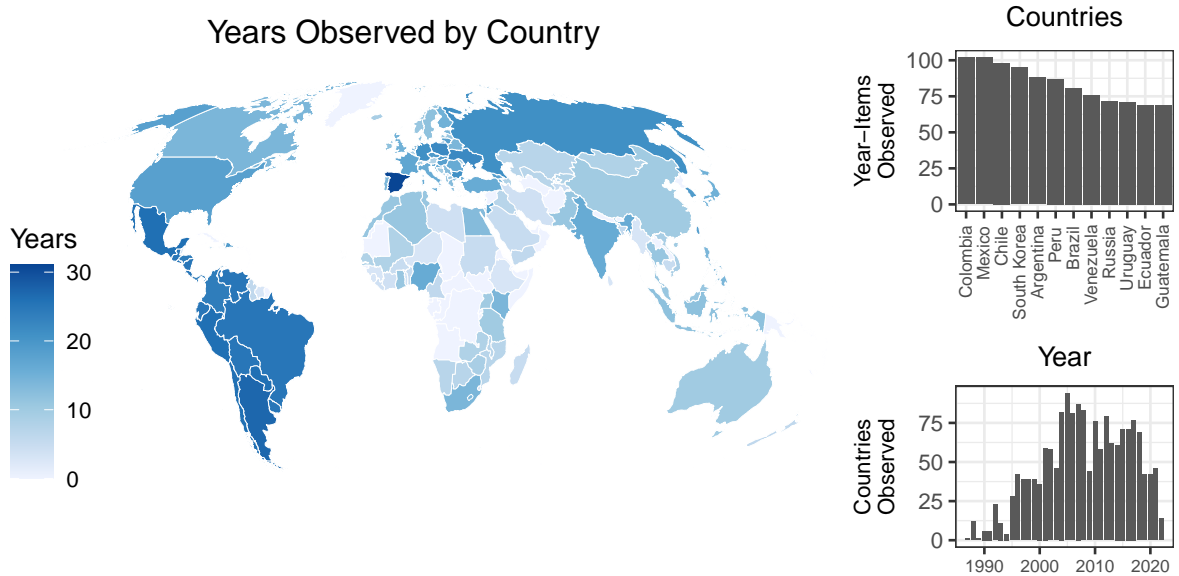 Years Observed by Country
Years
30
20
10
0
Countries
Year−Items
Observed
100
75
50
25
0
Colombia
Mexico
Chile
South Korea
Argentina
Peru
Brazil
Venezuela
Russia
Uruguay
Ecuador
Guatemala
Year
Countries
Observed
75
50
25
0
1990 2000 2010 2020